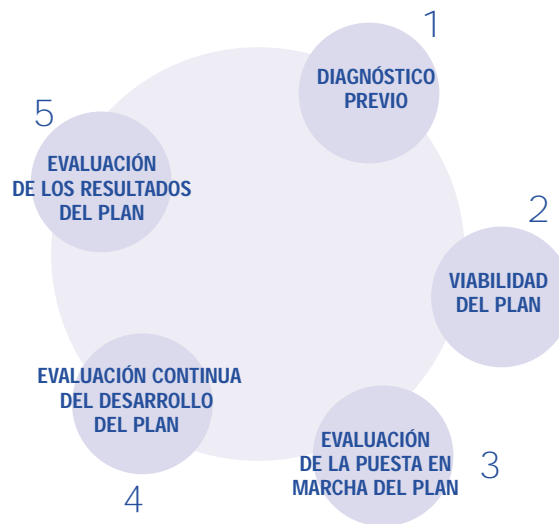 1
DIAGNÓSTICO
PREVIO
2
VIABILIDAD
DEL PLAN
3
EVALUACIÓN
DE LA PUESTA EN
MARCHA DEL PLAN
4
EVALUACIÓN CONTINUA
DEL DESARROLLO
DEL PLAN
5
EVALUACIÓN
DE LOS RESULTADOS
DEL PLAN